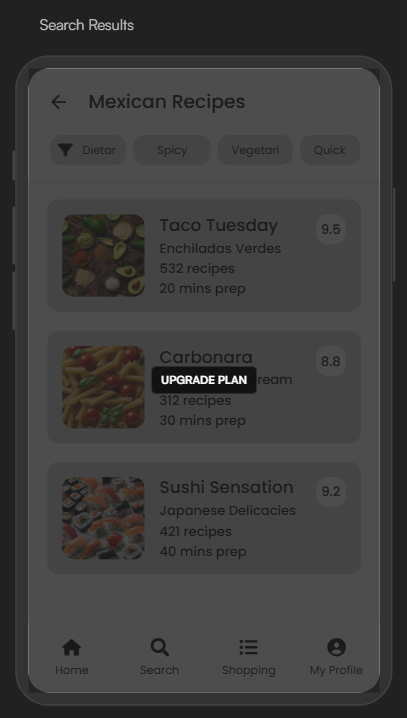 Search Results
Mexican Recipes
Dietar Spicy Vegetari Quick
Taco Tuesday 9.5
Enchiladas Verdes
532 recipes
20 mins prep
Carbonara 8.8
UPGRADE PLAN ream
312 recipes
30 mins prep
Sushi Sensation 9.2
Japanese Delicacies
421 recipes
40 mins prep
Home Search Shopping My Profile